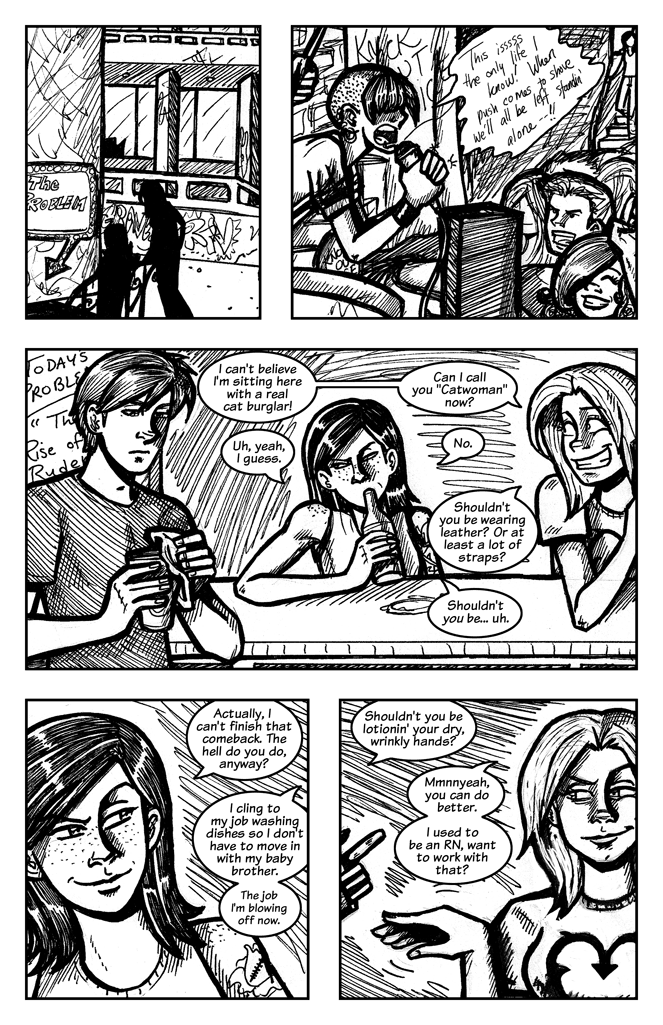 The
PROBLEM
KNOCK
OUT
This isssss
the only life I
know! When
push comes to shove
we'll all be left standin'
alone---!!
TODAYS
PROBLEM
"The
Rise of
Rude
I can't believe
I'm sitting here
with a real
cat burglar!
Can I call
you "Catwoman"
now?
Uh, yeah,
I guess.
No.
Shouldn't
you be wearing
leather? Or at
least a lot of
straps?
Shouldn't
you be... uh.
Actually, I
can't finish that
comeback. The
hell do you do,
anyway?
I cling to
my job washing
dishes so I don't
have to move in
with my baby
brother.
The job
I'm blowing
off now.
Shouldn't you be
lotionin' your dry,
wrinkly hands?
Mmnnyeah,
you can do
better.
I used to
be an RN, want
to work with
that?